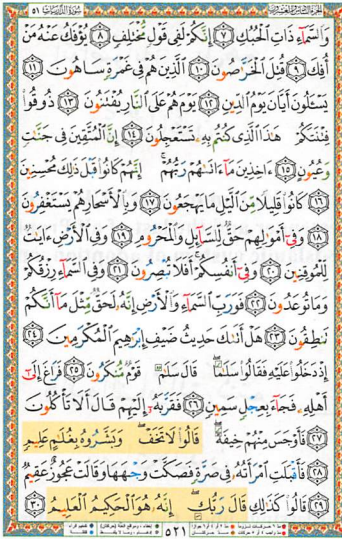 سُورَةُ الذَّارِيَاتِ ٥١
وَٱلسَّمَآءِ ذَاتِ ٱلْحُبُكِ ٧ إِنَّكُمْ لَفِى قَوْلٍ مُّخْتَلِفٍ ٨ يُؤْفَكُ عَنْهُ مَنْ
أُفِكَ ٩ قُتِلَ ٱلْخَرَّٰصُونَ ١٠ ٱلَّذِينَ هُمْ فِى غَمْرَةٍ سَاهُونَ ١١
يَسْـَٔلُونَ أَيَّانَ يَوْمُ ٱلدِّينِ ١٢ يَوْمَ هُمْ عَلَى ٱلنَّارِ يُفْتَنُونَ ١٣ ذُوقُوا۟
فِتْنَتَكُمْ هَٰذَا ٱلَّذِى كُنتُم بِهِۦ تَسْتَعْجِلُونَ ١٤ إِنَّ ٱلْمُتَّقِينَ فِى جَنَّٰتٍ
وَعُيُونٍ ١٥ ءَاخِذِينَ مَآ ءَاتَىٰهُمْ رَبُّهُمْ ۚ إِنَّهُمْ كَانُوا۟ قَبْلَ ذَٰلِكَ مُحْسِنِينَ
١٦ كَانُوا۟ قَلِيلًا مِّنَ ٱلَّيْلِ مَا يَهْجَعُونَ ١٧ وَبِٱلْأَسْحَارِ هُمْ يَسْتَغْفِرُونَ
١٨ وَفِىٓ أَمْوَٰلِهِمْ حَقٌّ لِّلسَّآئِلِ وَٱلْمَحْرُومِ ١٩ وَفِى ٱلْأَرْضِ ءَايَٰتٌ
لِّلْمُوقِنِينَ ٢٠ وَفِىٓ أَنفُسِكُمْ ۚ أَفَلَا تُبْصِرُونَ ٢١ وَفِى ٱلسَّمَآءِ رِزْقُكُمْ
وَمَا تُوعَدُونَ ٢٢ فَوَرَبِّ ٱلسَّمَآءِ وَٱلْأَرْضِ إِنَّهُۥ لَحَقٌّ مِّثْلَ مَآ أَنَّكُمْ
تَنطِقُونَ ٢٣ هَلْ أَتَىٰكَ حَدِيثُ ضَيْفِ إِبْرَٰهِيمَ ٱلْمُكْرَمِينَ ٢٤
إِذْ دَخَلُوا۟ عَلَيْهِ فَقَالُوا۟ سَلَٰمًا ۖ قَالَ سَلَٰمٌ قَوْمٌ مُّنكَرُونَ ٢٥ فَرَاغَ إِلَىٰٓ
أَهْلِهِۦ فَجَآءَ بِعِجْلٍ سَمِينٍ ٢٦ فَقَرَّبَهُۥٓ إِلَيْهِمْ قَالَ أَلَا تَأْكُلُونَ
٢٧ فَأَوْجَسَ مِنْهُمْ خِيفَةً ۖ قَالُوا۟ لَا تَخَفْ ۖ وَبَشَّرُوهُ بِغُلَٰمٍ عَلِيمٍ
٢٨ فَأَقْبَلَتِ ٱمْرَأَتُهُۥ فِى صَرَّةٍ فَصَكَّتْ وَجْهَهَا وَقَالَتْ عَجُوزٌ عَقِيمٌ
٢٩ قَالُوا۟ كَذَٰلِكِ قَالَ رَبُّكِ ۖ إِنَّهُۥ هُوَ ٱلْحَكِيمُ ٱلْعَلِيمُ ٣٠
٥٢١